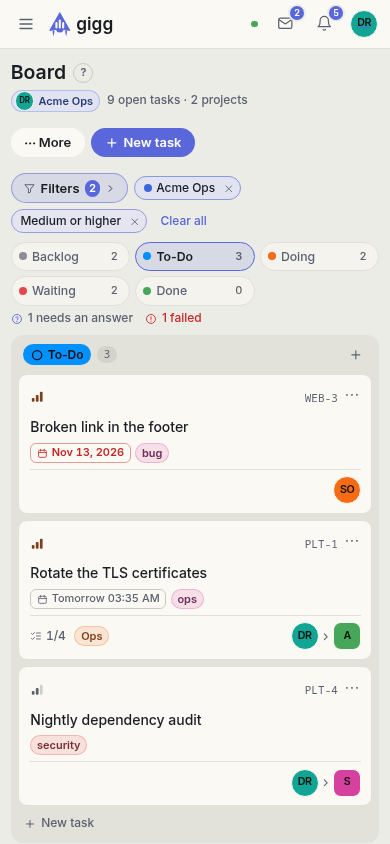 gigg
2
5
DR
Board
?
DR Acme Ops 9 open tasks · 2 projects
··· More
+ New task
Filters 2 >
Acme Ops ×
Medium or higher ×
Clear all
Backlog 2
To-Do 3
Doing 2
Waiting 2
Done 0
1 needs an answer
1 failed
To-Do 3 +
WEB-3 ···
Broken link in the footer
Nov 13, 2026 bug
SO
PLT-1 ···
Rotate the TLS certificates
Tomorrow 03:35 AM ops
1/4 Ops DR > A
PLT-4 ···
Nightly dependency audit
security
DR > S
+ New task